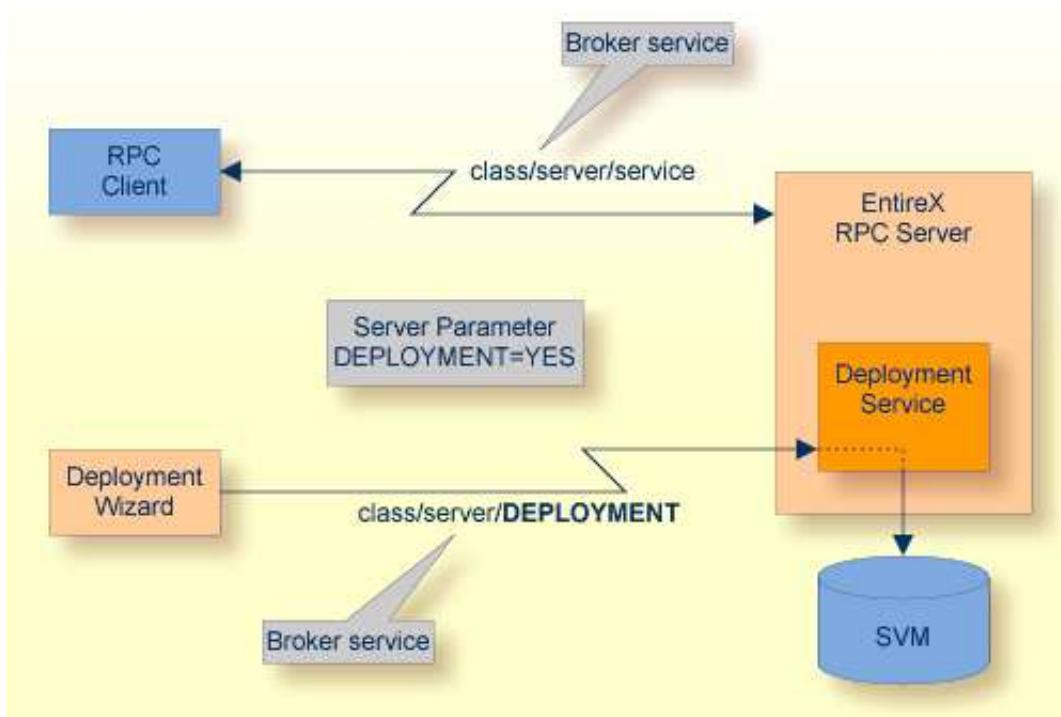 Broker service
RPC
Client
class/server/service
EntireX
RPC Server
Server Parameter
DEPLOYMENT=YES
Deployment
Service
Deployment
Wizard
class/server/DEPLOYMENT
Broker service
SVM